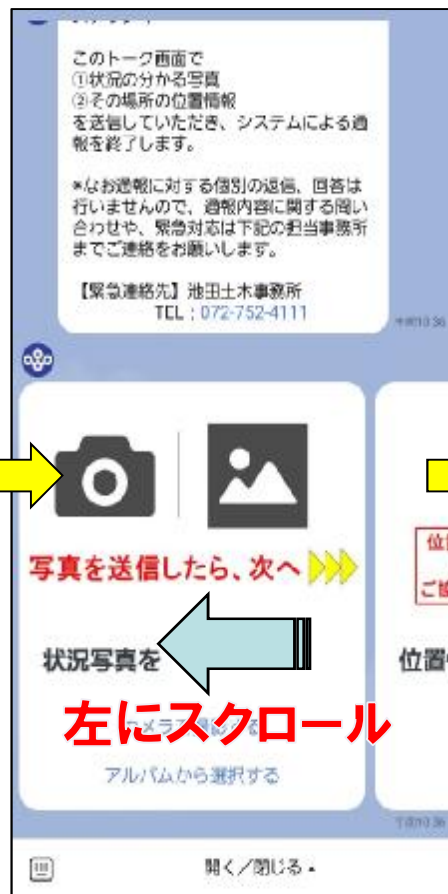 このトーク画面で
①状況の分かる写真
②その場所の位置情報
を送信していただき、システムによる通
報を終了します。
*なお通報に対する個別の返信、回答は
行いませんので、通報内容に関する問い
合わせや、緊急対応は下記の担当事務所
までご連絡をお願いします。
【緊急連絡先】池田土木事務所
TEL：072-752-4111
写真を送信したら、次へ
状況写真を
位置
左にスクロール
アルバムから選択する
開く/閉じる